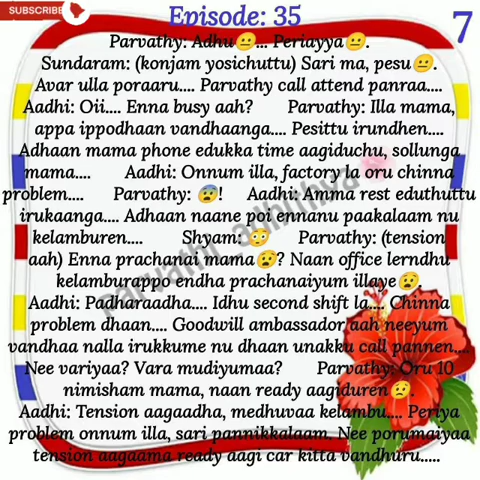 SUBSCRIBE
Episode: 35
7
Parvathy: Adhu😐... Periayya😐.
Sundaram: (konjam yosichuttu) Sari ma, pesu😐.
Avar ulla poraaru.... Parvathy call attend panraa....
Aadhi: Oii.... Enna busy aah? Parvathy: Illa mama,
appa ippodhaan vandhaanga.... Pesittu irundhen....
Adhaan mama phone edukka time aagiduchu, sollunga
mama.... Aadhi: Onnum illa, factory la oru chinna
problem.... Parvathy: 😨! Aadhi: Amma rest eduthuttu
irukaanga.... Adhaan naane poi ennanu paakalaam nu
kelamburen.... Shyam: 😳 Parvathy: (tension
aah) Enna prachanai mama😧? Naan office lerndhu
kelamburappo endha prachanaiyum illaye😧
Aadhi: Padharaadha.... Idhu second shift la.... Chinna
problem dhaan.... Goodwill ambassador aah neeyum
vandhaa nalla irukkume nu dhaan unakku call pannen....
Nee variyaa? Vara mudiyumaa? Parvathy: Oru 10
nimisham mama, naan ready aagiduren😟.
Aadhi: Tension aagaadha, medhuvaa kelambu.... Periya
problem onnum illa, sari pannikkalaam. Nee porumaiyaa
tension aagaama ready aagi car kitta vandhuru.....